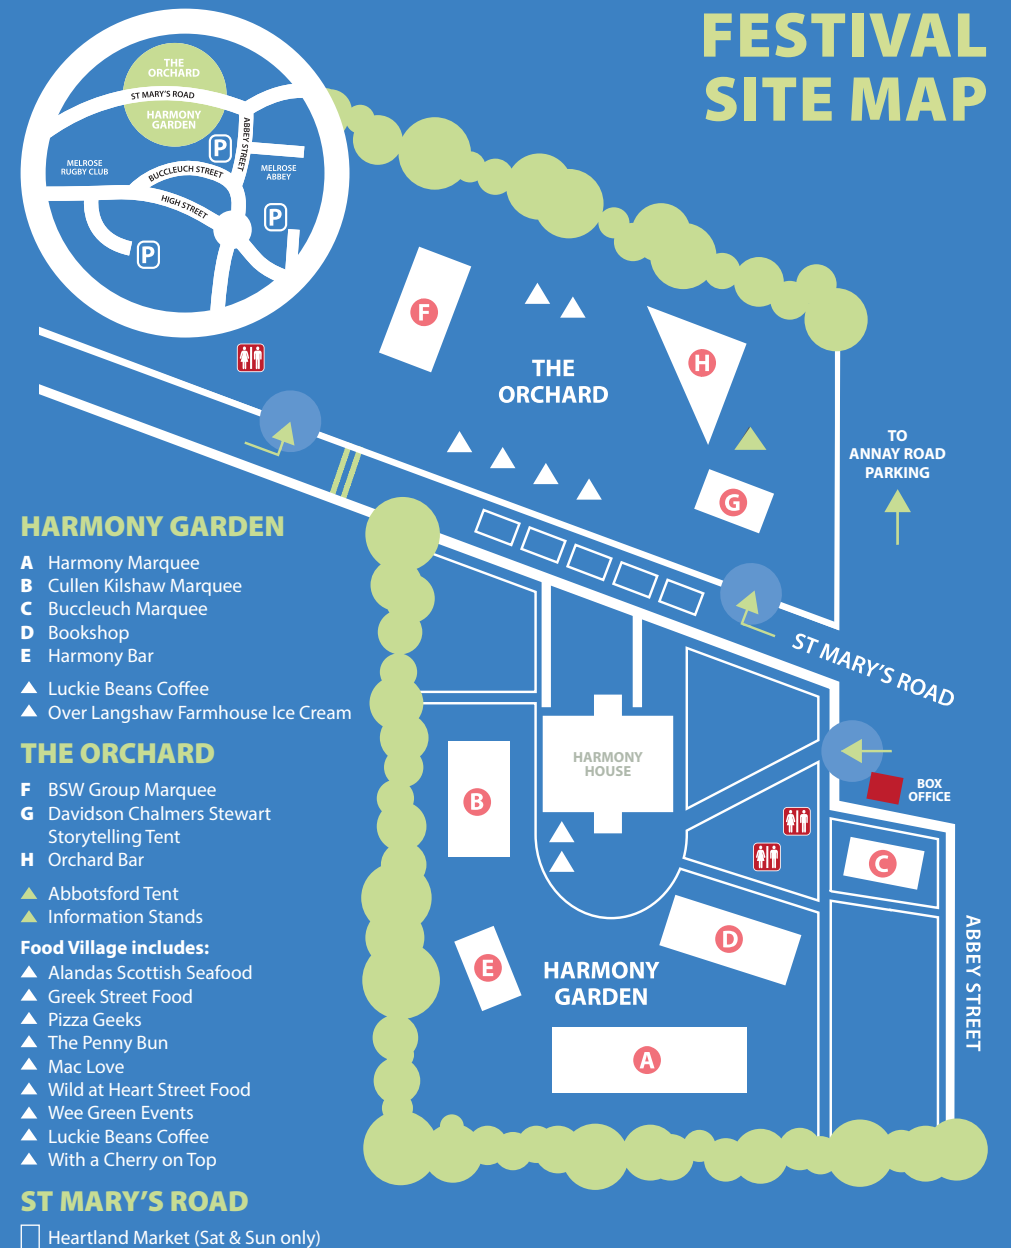 FESTIVAL
SITE MAP
THE
ORCHARD
ST MARY'S ROAD
HARMONY
GARDEN
P
ABBEY STREET
MELROSE
RUGBY CLUB
BUCCLEUCH STREET
MELROSE
ABBEY
HIGH STREET
P
P
F
THE
ORCHARD
H
G
TO
ANNAY ROAD
PARKING
ST MARY'S ROAD
HARMONY
HOUSE
B
BOX
OFFICE
C
D
E
HARMONY
GARDEN
A
ABBEY STREET
HARMONY GARDEN
A Harmony Marquee
B Cullen Kilshaw Marquee
C Buccleuch Marquee
D Bookshop
E Harmony Bar
Luckie Beans Coffee
Over Langshaw Farmhouse Ice Cream
THE ORCHARD
F BSW Group Marquee
G Davidson Chalmers Stewart
Storytelling Tent
H Orchard Bar
Abbotsford Tent
Information Stands
Food Village includes:
Alandas Scottish Seafood
Greek Street Food
Pizza Geeks
The Penny Bun
Mac Love
Wild at Heart Street Food
Wee Green Events
Luckie Beans Coffee
With a Cherry on Top
ST MARY'S ROAD
Heartland Market (Sat & Sun only)